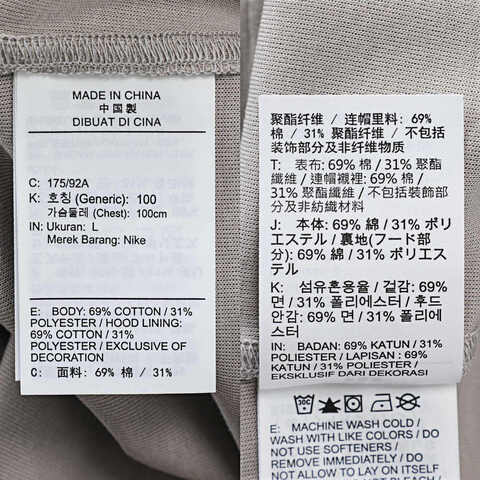 MADE IN CHINA
中国製
DIBUAT DI CINA
C: 175/92A
K: 호칭 (Generic): 100
가슴둘레 (Chest): 100cm
IN: Ukuran: L
Merek Barang: Nike
E: BODY: 69% COTTON / 31%
POLYESTER / HOOD LINING:
69% COTTON / 31%
POLYESTER / EXCLUSIVE OF
DECORATION
C: 面料: 69% 棉 / 31%
聚酯纤维 / 连帽里料: 69%
棉 / 31% 聚酯纤维 / 不包括
装饰部分及非纤维物质
T: 表布: 69% 棉 / 31% 聚酯
纖維 / 連帽襯裡: 69% 棉 /
31% 聚酯纖維 / 不包括裝飾部
分及非紡織材料
J: 本体: 69% 綿 / 31% ポリ
エステル / 裏地(フード部
分): 69% 綿 / 31% ポリエス
テル
K: 섬유혼용율 / 겉감: 69%
면 / 31% 폴리에스터 / 후드
안감: 69% 면 / 31% 폴리에
스터
IN: BADAN: 69% KATUN / 31%
POLIESTER / LAPISAN : 69%
KATUN / 31% POLIESTER /
EKSKLUSIF DARI DEKORASI
30C
E: MACHINE WASH COLD /
WASH WITH LIKE COLORS / DO
NOT USE SOFTENERS /
REMOVE IMMEDIATELY / DO
NOT ALLOW TO LAY ON ITSELF